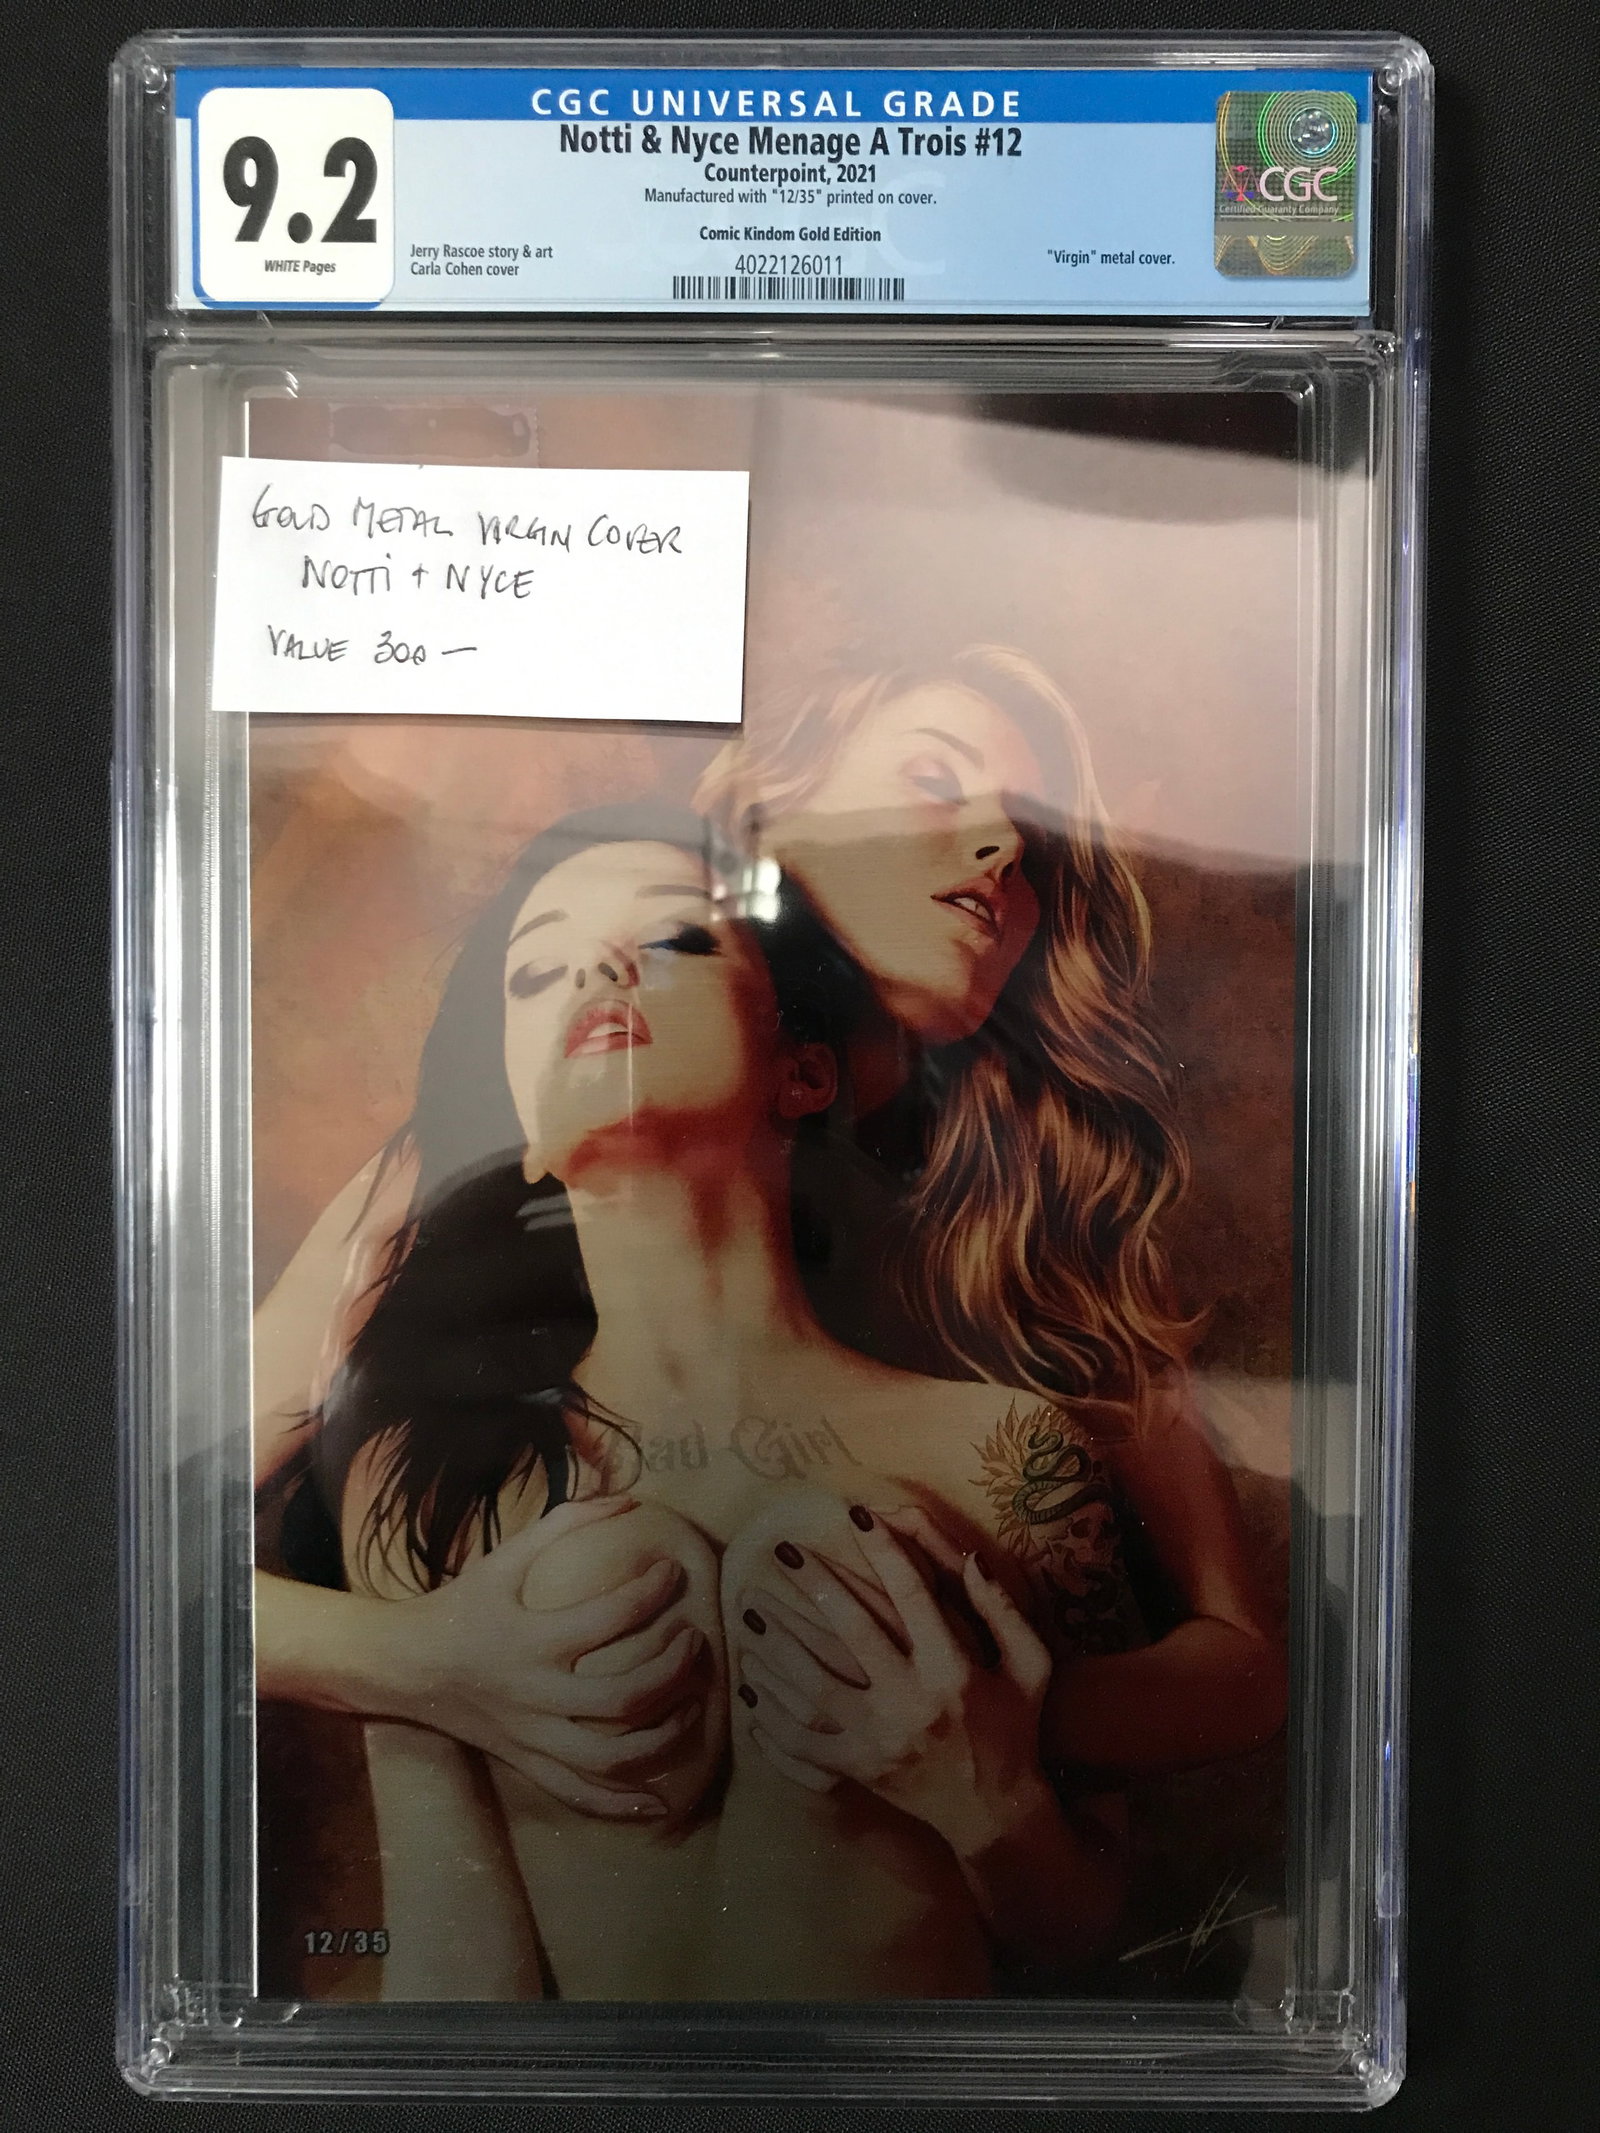 CGC UNIVERSAL GRADE
9.2
WHITE Pages
Notti & Nyce Menage A Trois #12
Counterpoint, 2021
Manufactured with "12/35" printed on cover.
Comic Kindom Gold Edition
Jerry Rascoe story & art
Carla Cohen cover
4022126011
"Virgin" metal cover.
CGC
Certified Guaranty Company
GOLD METAL VIRGIN COVER
NOTTI + NYCE
VALUE 300 —
Bad Girl
12/35